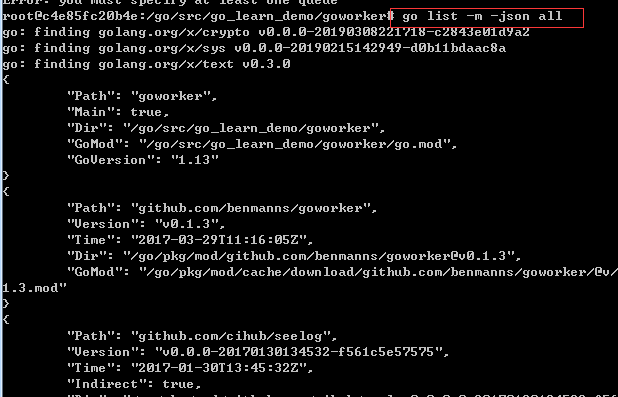 Error: you must specify at least one queue
root@c4e85fc20b4e:/go/src/go_learn_demo/goworker# go list -m -json all
go: finding golang.org/x/crypto v0.0.0-20190308221718-c2843e01d9a2
go: finding golang.org/x/sys v0.0.0-20190215142949-d0b11bdaac8a
go: finding golang.org/x/text v0.3.0
{
        "Path": "goworker",
        "Main": true,
        "Dir": "/go/src/go_learn_demo/goworker",
        "GoMod": "/go/src/go_learn_demo/goworker/go.mod",
        "GoVersion": "1.13"
}
{
        "Path": "github.com/benmanns/goworker",
        "Version": "v0.1.3",
        "Time": "2017-03-29T11:16:05Z",
        "Dir": "/go/pkg/mod/github.com/benmanns/goworker@v0.1.3",
        "GoMod": "/go/pkg/mod/cache/download/github.com/benmanns/goworker/@v/
1.3.mod"
}
{
        "Path": "github.com/cihub/seelog",
        "Version": "v0.0.0-20170130134532-f561c5e57575",
        "Time": "2017-01-30T13:45:32Z",
        "Indirect": true,